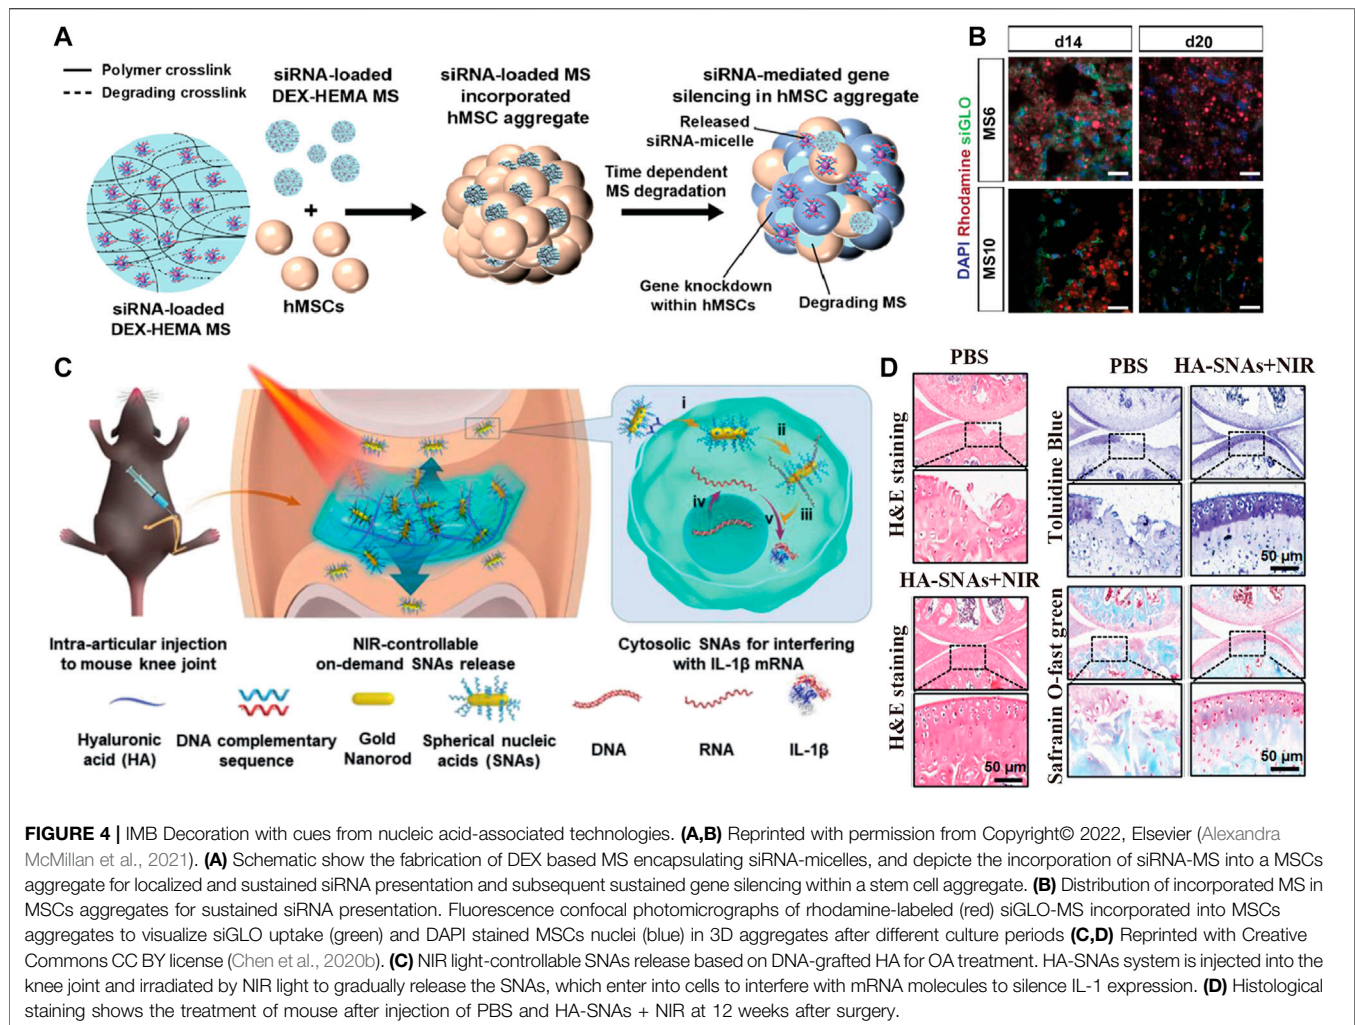 A
Polymer crosslink
Degrading crosslink
siRNA-loaded
DEX-HEMA MS
siRNA-loaded
DEX-HEMA MS
+
hMSCs
siRNA-loaded MS
incorporated
hMSC aggregate
Time dependent
MS degradation
siRNA-mediated gene
silencing in hMSC aggregate
Released
siRNA-micelle
Gene knockdown
within hMSCs
Degrading MS
B
d14
d20
DAPI Rhodamine siGLO
MS6
MS10
C
i
ii
iii
iv
v
Intra-articular injection
to mouse knee joint
NIR-controllable
on-demand SNAs release
Cytosolic SNAs for interfering
with IL-1β mRNA
Hyaluronic
acid (HA)
DNA complementary
sequence
Gold
Nanorod
Spherical nucleic
acids (SNAs)
DNA
RNA
IL-1β
D
PBS
H&E staining
HA-SNAs+NIR
H&E staining
50 μm
PBS
HA-SNAs+NIR
Toluidine Blue
50 μm
Safranin O-fast green
50 μm
FIGURE 4 | IMB Decoration with cues from nucleic acid-associated technologies. (A,B) Reprinted with permission from Copyright© 2022, Elsevier (Alexandra
McMillan et al., 2021). (A) Schematic show the fabrication of DEX based MS encapsulating siRNA-micelles, and depicte the incorporation of siRNA-MS into a MSCs
aggregate for localized and sustained siRNA presentation and subsequent sustained gene silencing within a stem cell aggregate. (B) Distribution of incorporated MS in
MSCs aggregates for sustained siRNA presentation. Fluorescence confocal photomicrographs of rhodamine-labeled (red) siGLO-MS incorporated into MSCs
aggregates to visualize siGLO uptake (green) and DAPI stained MSCs nuclei (blue) in 3D aggregates after different culture periods (C,D) Reprinted with Creative
Commons CC BY license (Chen et al., 2020b). (C) NIR light-controllable SNAs release based on DNA-grafted HA for OA treatment. HA-SNAs system is injected into the
knee joint and irradiated by NIR light to gradually release the SNAs, which enter into cells to interfere with mRNA molecules to silence IL-1 expression. (D) Histological
staining shows the treatment of mouse after injection of PBS and HA-SNAs + NIR at 12 weeks after surgery.